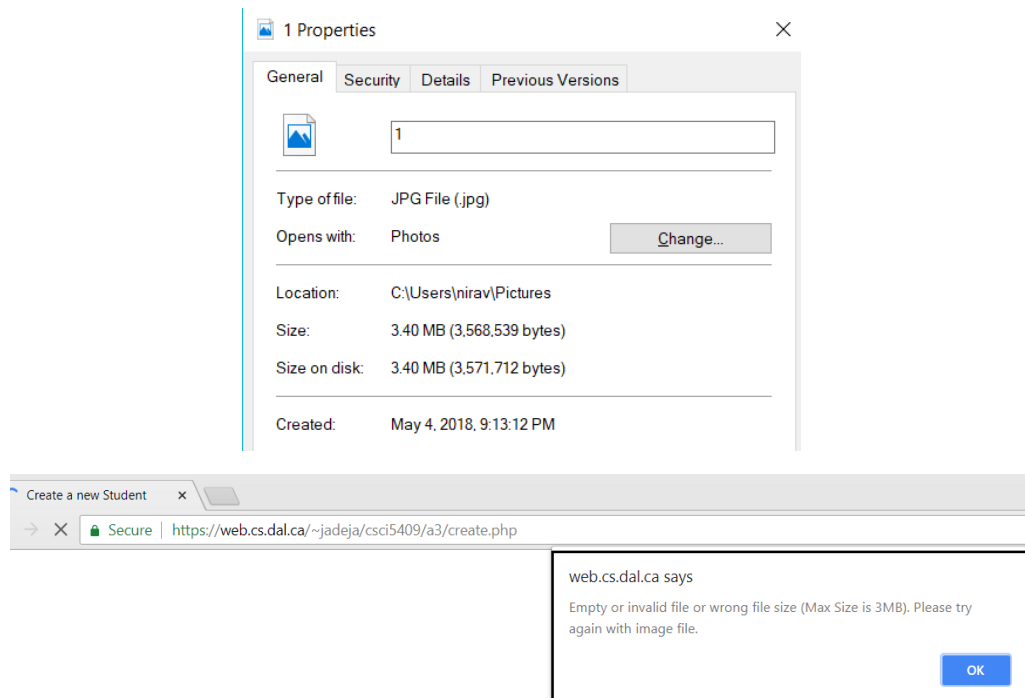 1 Properties
General Security Details Previous Versions
1
Type of file: JPG File (.jpg)
Opens with: Photos Change...
Location: C:\Users\nirav\Pictures
Size: 3.40 MB (3,568,539 bytes)
Size on disk: 3.40 MB (3,571,712 bytes)
Created: May 4, 2018, 9:13:12 PM
Create a new Student
Secure https://web.cs.dal.ca/~jadeja/csci5409/a3/create.php
web.cs.dal.ca says
Empty or invalid file or wrong file size (Max Size is 3MB). Please try
again with image file.
OK